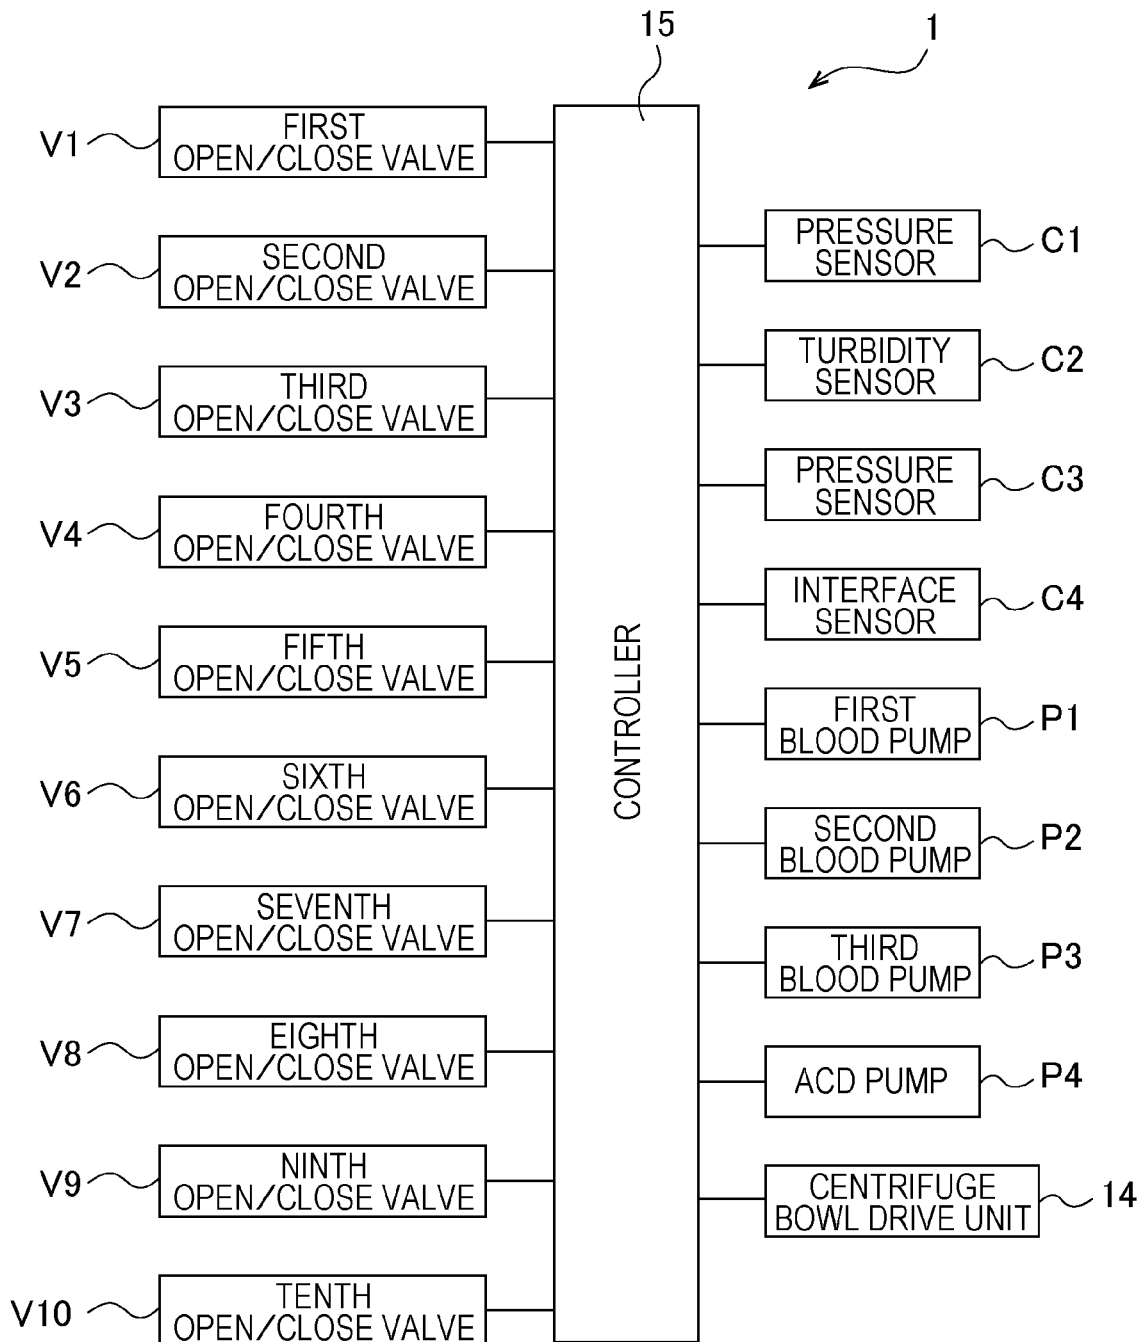 15
1
V1
FIRST
OPEN/CLOSE VALVE
V2
SECOND
OPEN/CLOSE VALVE
V3
THIRD
OPEN/CLOSE VALVE
V4
FOURTH
OPEN/CLOSE VALVE
V5
FIFTH
OPEN/CLOSE VALVE
V6
SIXTH
OPEN/CLOSE VALVE
V7
SEVENTH
OPEN/CLOSE VALVE
V8
EIGHTH
OPEN/CLOSE VALVE
V9
NINTH
OPEN/CLOSE VALVE
V10
TENTH
OPEN/CLOSE VALVE
CONTROLLER
PRESSURE
SENSOR
C1
TURBIDITY
SENSOR
C2
PRESSURE
SENSOR
C3
INTERFACE
SENSOR
C4
FIRST
BLOOD PUMP
P1
SECOND
BLOOD PUMP
P2
THIRD
BLOOD PUMP
P3
ACD PUMP
P4
CENTRIFUGE
BOWL DRIVE UNIT
14